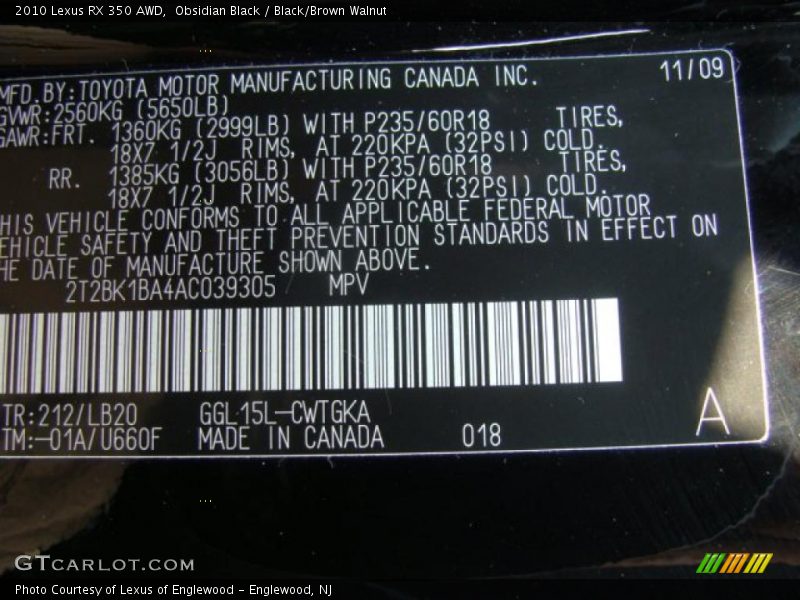 2010 Lexus RX 350 AWD,  Obsidian Black / Black/Brown Walnut
MFD.BY:TOYOTA MOTOR MANUFACTURING CANADA INC. 11/09
GVWR:2560KG (5650LB)
GAWR:FRT. 1360KG (2999LB) WITH P235/60R18 TIRES,
18X7 1/2J RIMS, AT 220KPA (32PSI) COLD.
RR. 1385KG (3056LB) WITH P235/60R18 TIRES,
18X7 1/2J RIMS, AT 220KPA (32PSI) COLD.
HIS VEHICLE CONFORMS TO ALL APPLICABLE FEDERAL MOTOR
EHICLE SAFETY AND THEFT PREVENTION STANDARDS IN EFFECT ON
HE DATE OF MANUFACTURE SHOWN ABOVE.
2T2BK1BA4AC039305 MPV
TR:212/LB20 GGL15L-CWTGKA
TM:-01A/U660F MADE IN CANADA 018 A
GTCARLOT.COM
Photo Courtesy of Lexus of Englewood – Englewood, NJ